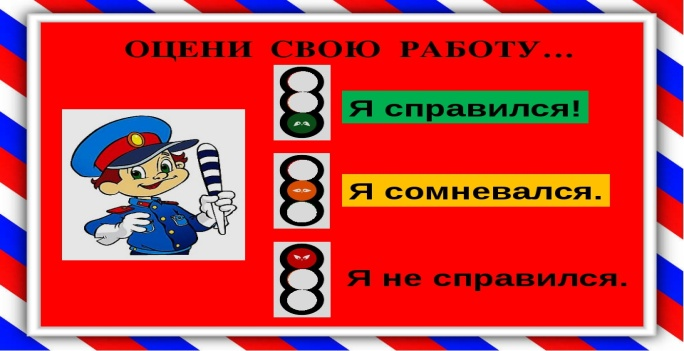 ОЦЕНИ СВОЮ РАБОТУ...
Я справился!
Я сомневался.
Я не справился.